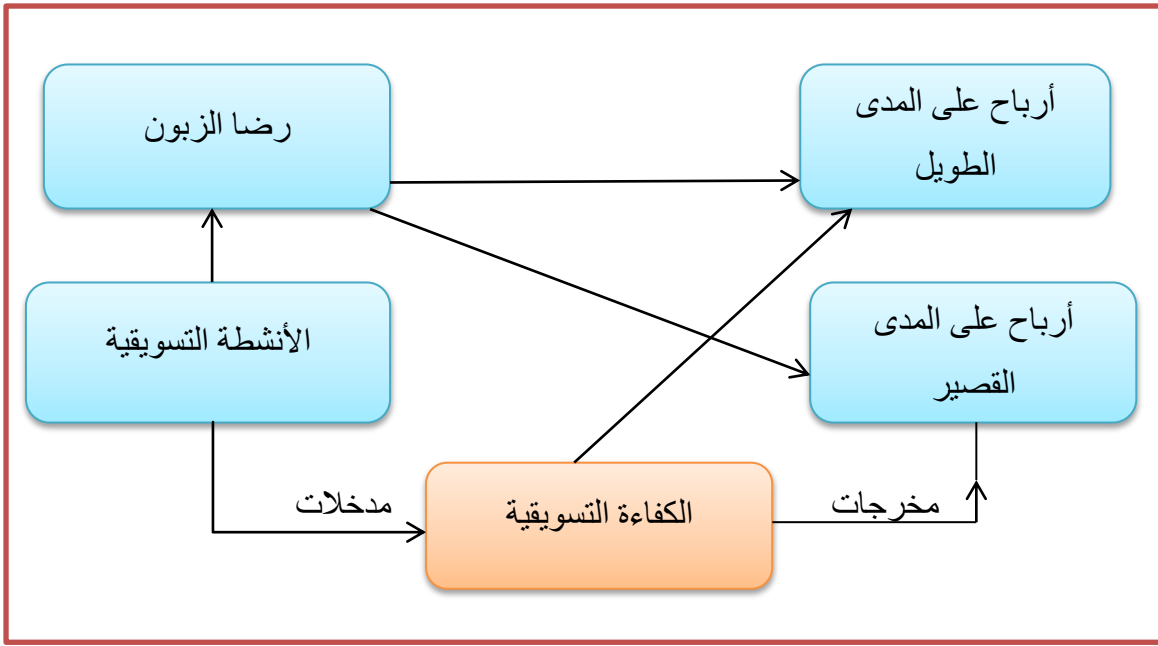 رضا الزبون
أرباح على المدى
الطويل
الأنشطة التسويقية
أرباح على المدى
القصير
مدخلات
الكفاءة التسويقية
مخرجات